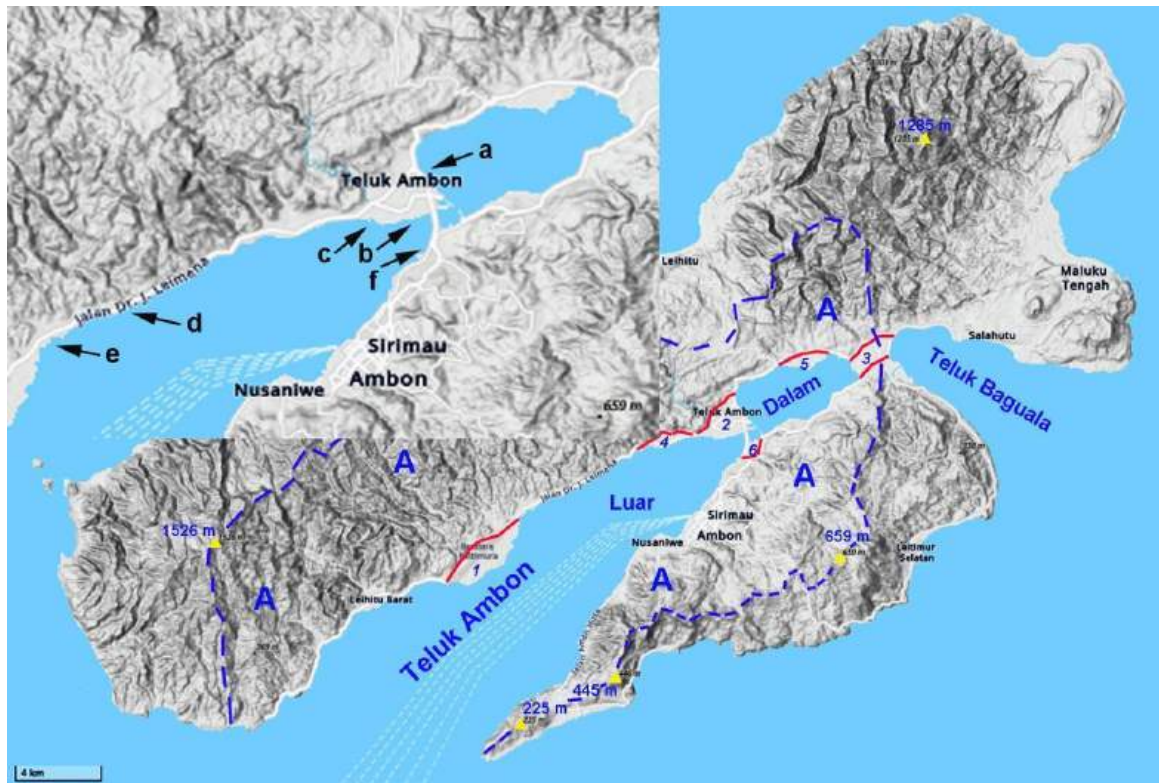 a
Teluk Ambon
b
c
f
Jalan Dr. J. Leimena
d
e
Sirimau
Ambon
Nusaniwe
659 m
1285 m
Leihitu
A
Maluku
Tengah
Salahutu
3
5
Teluk Baguala
Dalam
Teluk Ambon
2
4
6
Jalan Dr. J. Leimena
A
A
Luar
Sirimau
Ambon
Nusaniwe
659 m
659 m
Leitimur
Selatan
1526 m
A
1
Leihitu Barat
Teluk Ambon
A
445 m
225 m
225 m
4 km